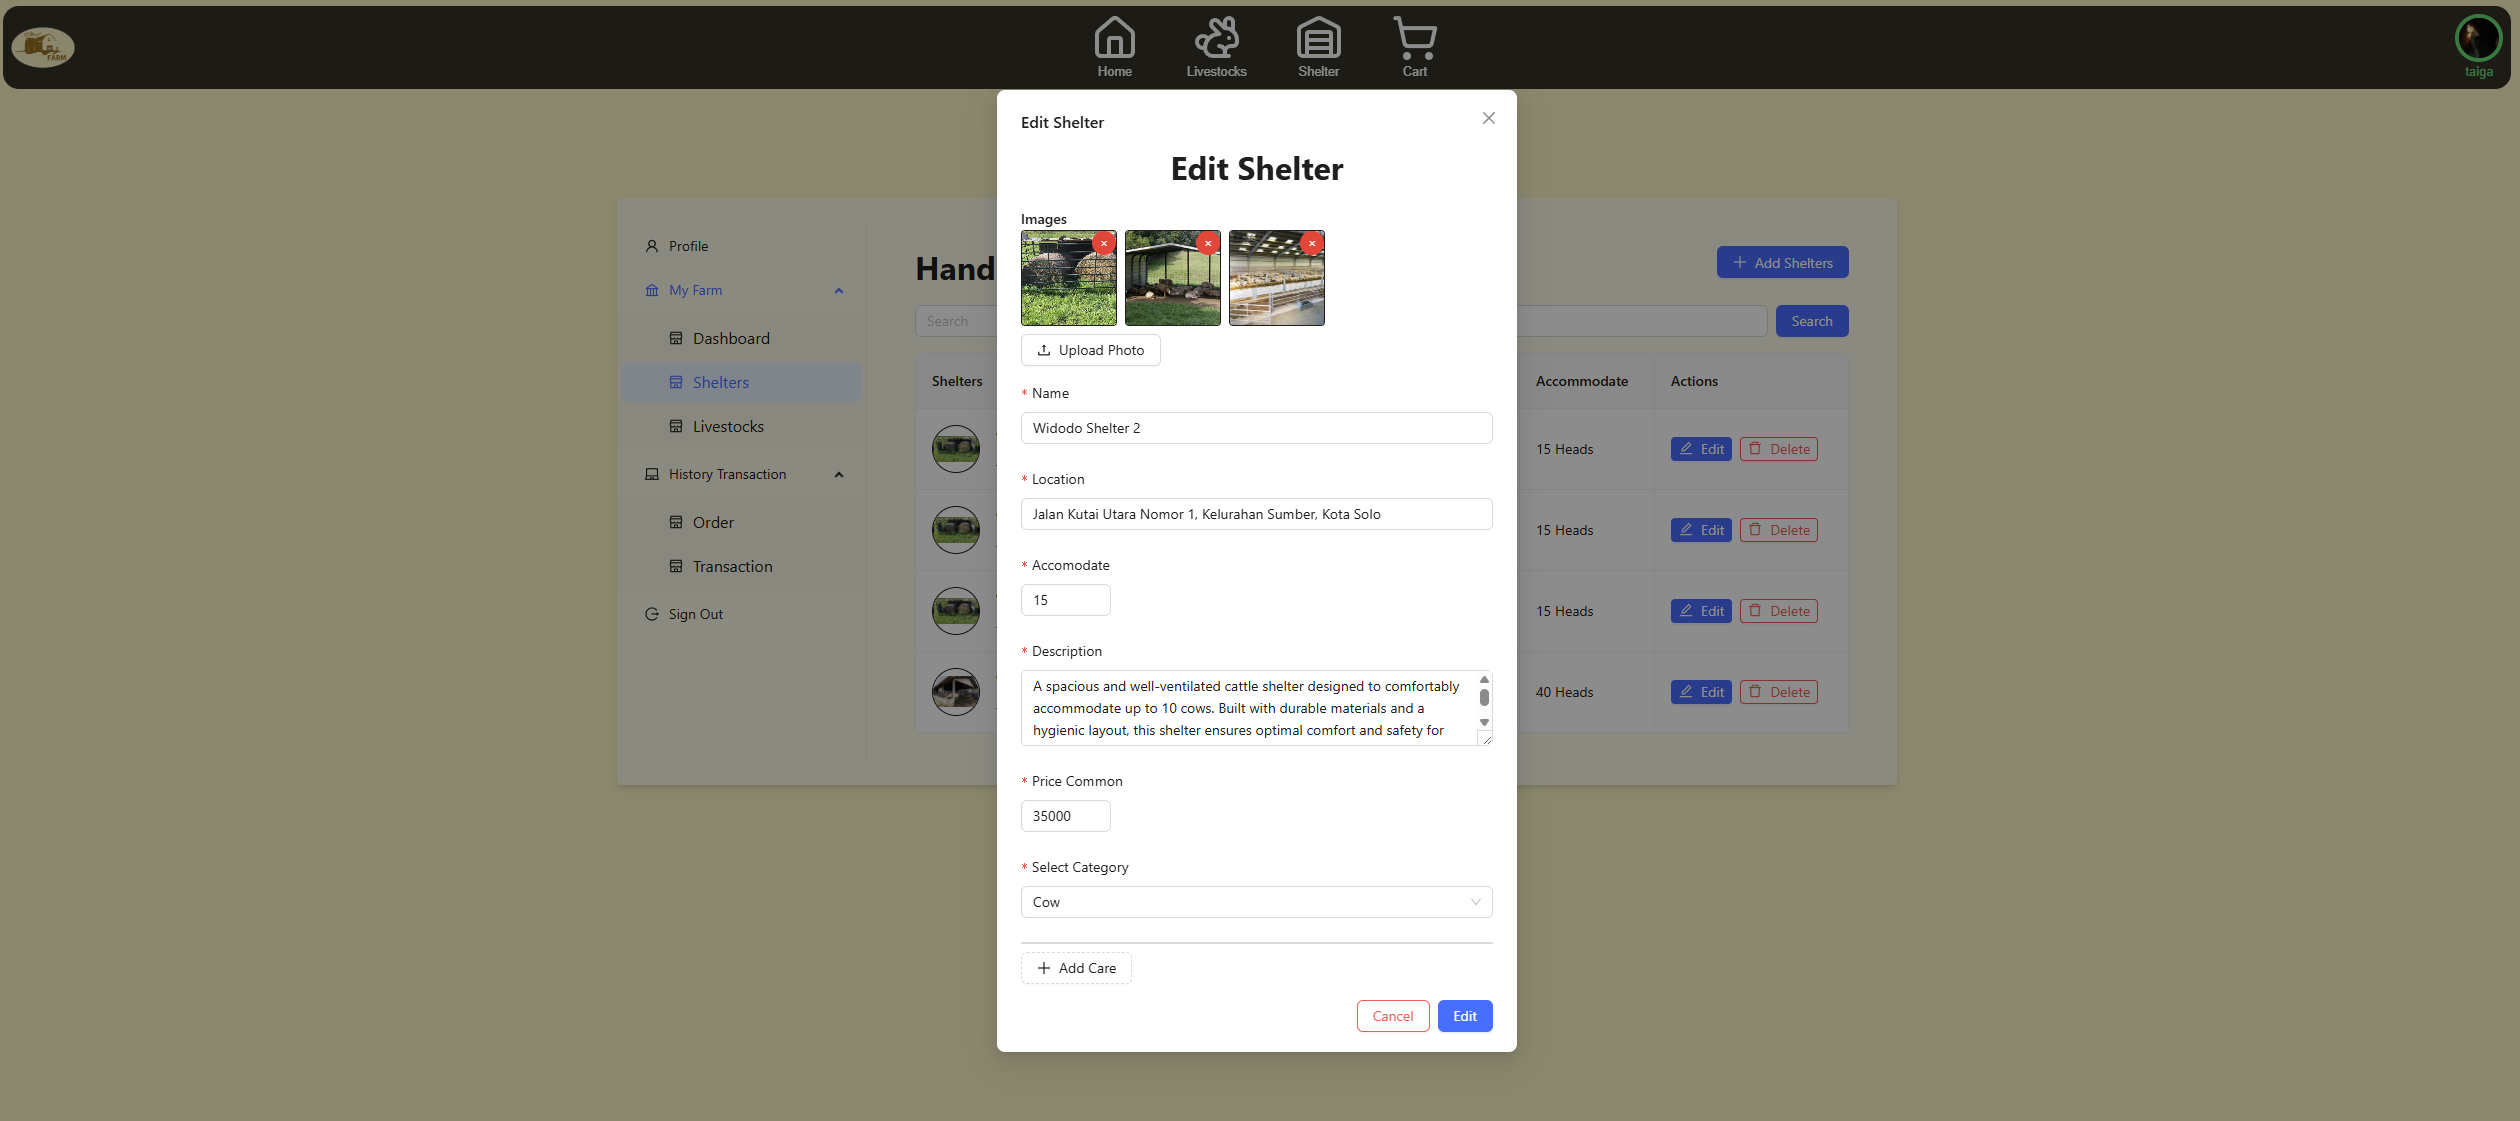 FARM
Home
Livestocks
Shelter
Cart
taiga
Edit Shelter
Edit Shelter
Images
Upload Photo
* Name
Widodo Shelter 2
* Location
Jalan Kutai Utara Nomor 1, Kelurahan Sumber, Kota Solo
* Accomodate
15
* Description
A spacious and well-ventilated cattle shelter designed to comfortably
accommodate up to 10 cows. Built with durable materials and a
hygienic layout, this shelter ensures optimal comfort and safety for
* Price Common
35000
* Select Category
Cow
Add Care
Cancel
Edit
Profile
My Farm
Dashboard
Shelters
Livestocks
History Transaction
Order
Transaction
Sign Out
Hand
Add Shelters
Search
Search
Shelters
Accommodate
Actions
15 Heads
Edit
Delete
15 Heads
Edit
Delete
15 Heads
Edit
Delete
40 Heads
Edit
Delete